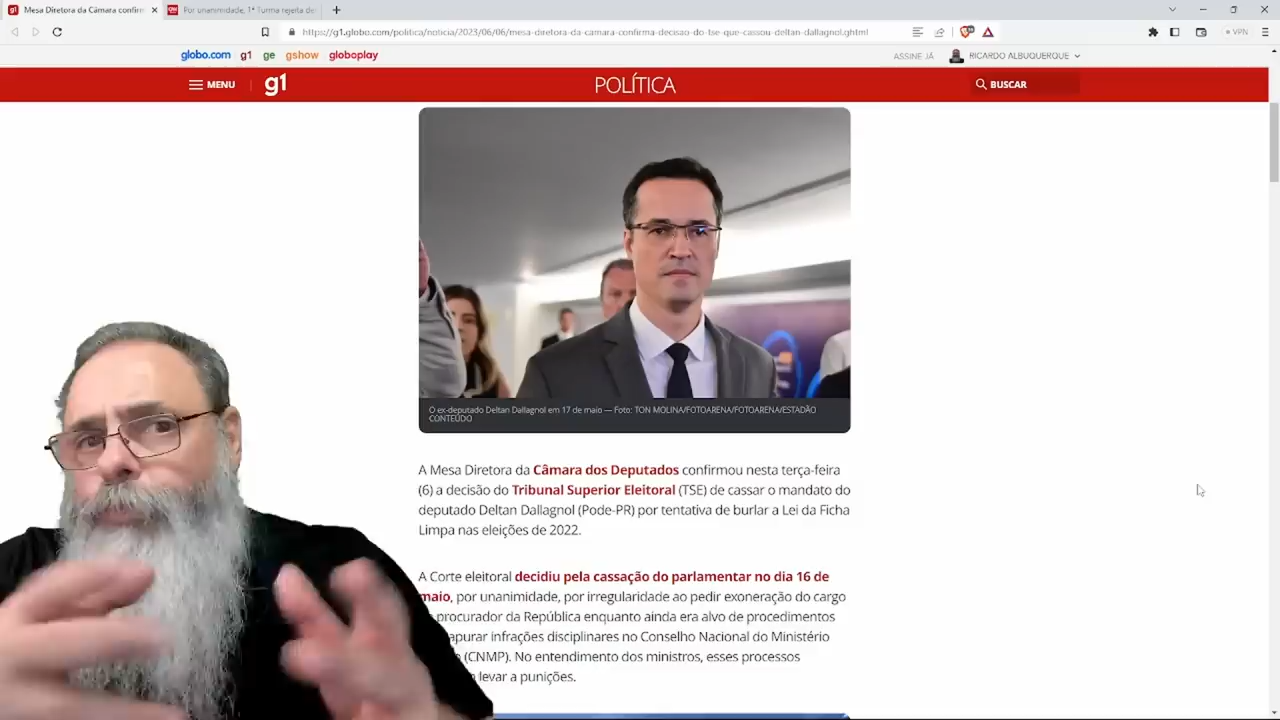 Mesa Diretora da Câmara confirm
Por unanimidade, 1ª Turma rejeita de
https://g1.globo.com/politica/noticia/2023/06/06/mesa-diretora-da-camara-confirma-decisao-do-tse-que-cassou-deltan-dallagnol.ghtml
VPN
globo.com g1 ge gshow globoplay
ASSINE JÁ
RICARDO ALBUQUERQUE
MENU
g1
POLÍTICA
BUSCAR
O ex-deputado Deltan Dallagnol em 17 de maio — Foto: TON MOLINA/FOTOARENA/FOTOARENA/ESTADÃO
CONTEÚDO
A Mesa Diretora da Câmara dos Deputados confirmou nesta terça-feira
(6) a decisão do Tribunal Superior Eleitoral (TSE) de cassar o mandato do
deputado Deltan Dallagnol (Pode-PR) por tentativa de burlar a Lei da Ficha
Limpa nas eleições de 2022.
A Corte eleitoral decidiu pela cassação do parlamentar no dia 16 de
maio, por unanimidade, por irregularidade ao pedir exoneração do cargo
procurador da República enquanto ainda era alvo de procedimentos
apurar infrações disciplinares no Conselho Nacional do Ministério
(CNMP). No entendimento dos ministros, esses processos
levar a punições.